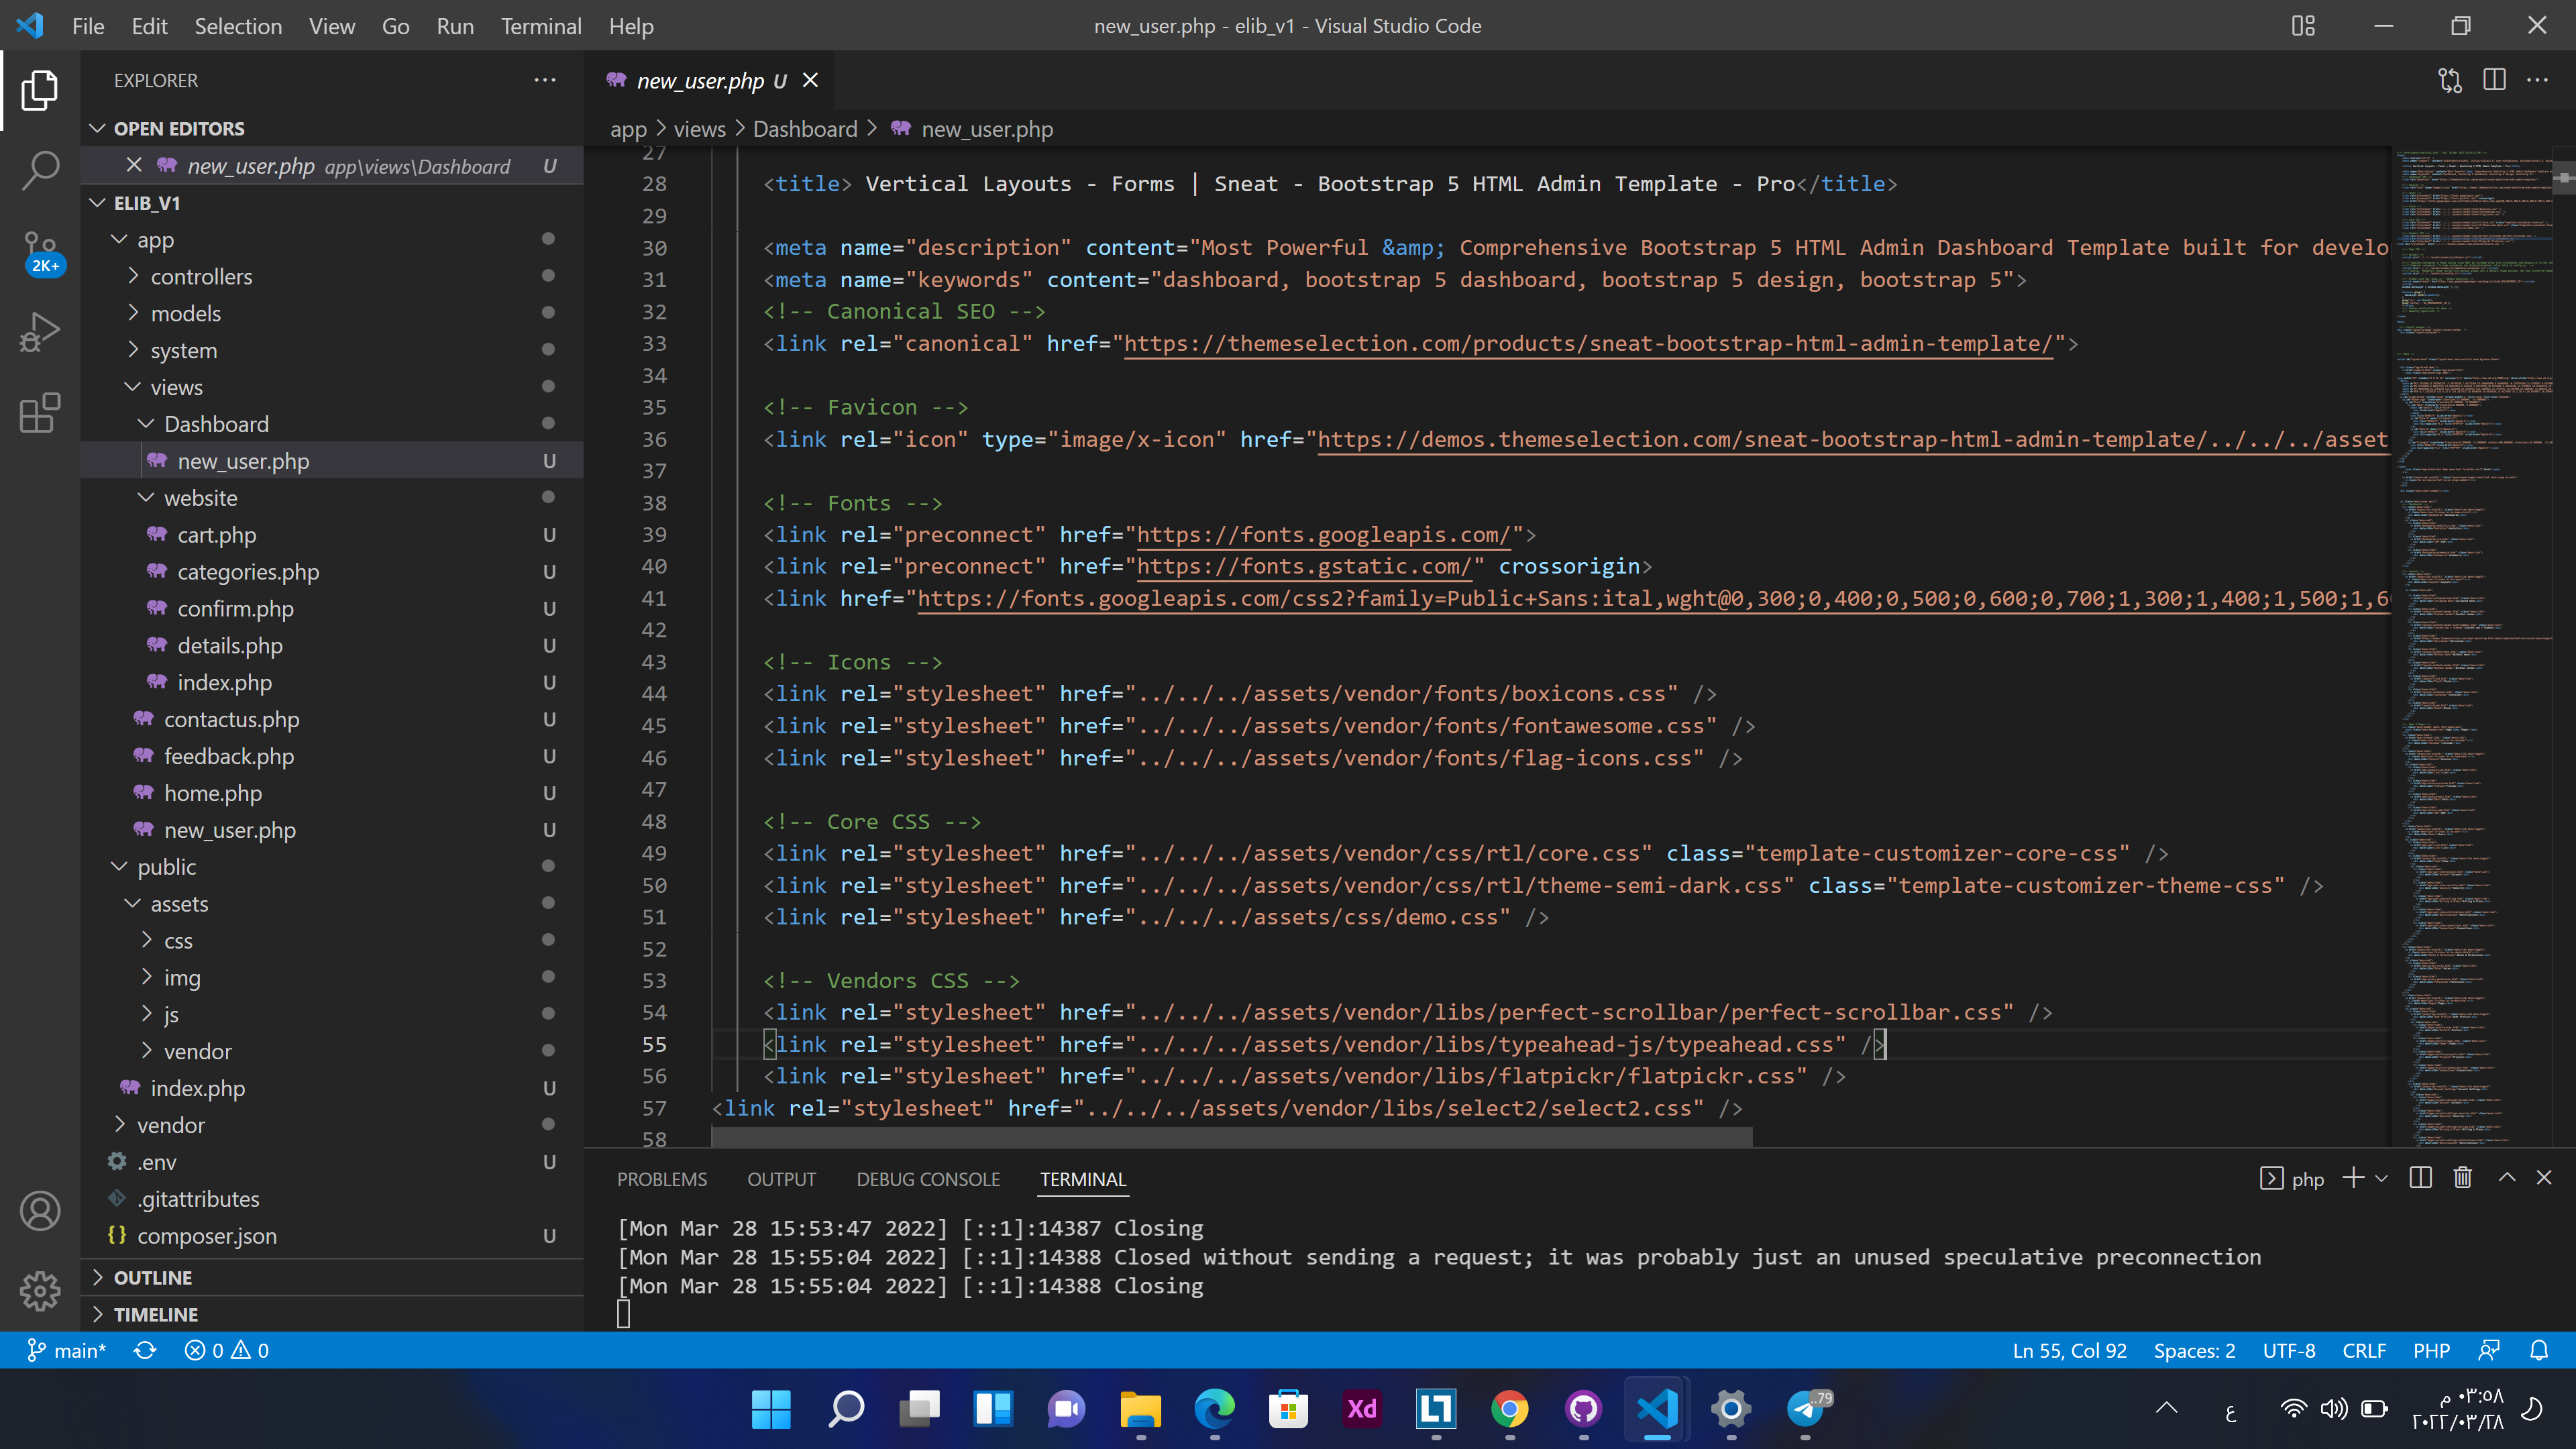 File Edit Selection View Go Run Terminal Help
new_user.php - elib_v1 - Visual Studio Code
EXPLORER
OPEN EDITORS
new_user.php app\views\Dashboard U
ELIB_V1
app
controllers
models
system
views
Dashboard
new_user.php U
website
cart.php U
categories.php U
confirm.php U
details.php U
index.php U
contactus.php U
feedback.php U
home.php U
new_user.php U
public
assets
css
img
js
vendor
index.php U
vendor
.env U
.gitattributes
composer.json U
OUTLINE
TIMELINE
2K+
new_user.php U
app > views > Dashboard > new_user.php
27
28 <title> Vertical Layouts - Forms | Sneat - Bootstrap 5 HTML Admin Template - Pro</title>
29
30 <meta name="description" content="Most Powerful &amp; Comprehensive Bootstrap 5 HTML Admin Dashboard Template built for develo
31 <meta name="keywords" content="dashboard, bootstrap 5 dashboard, bootstrap 5 design, bootstrap 5">
32 <!-- Canonical SEO -->
33 <link rel="canonical" href="https://themeselection.com/products/sneat-bootstrap-html-admin-template/">
34
35 <!-- Favicon -->
36 <link rel="icon" type="image/x-icon" href="https://demos.themeselection.com/sneat-bootstrap-html-admin-template/../../../asset
37
38 <!-- Fonts -->
39 <link rel="preconnect" href="https://fonts.googleapis.com/">
40 <link rel="preconnect" href="https://fonts.gstatic.com/" crossorigin>
41 <link href="https://fonts.googleapis.com/css2?family=Public+Sans:ital,wght@0,300;0,400;0,500;0,600;0,700;1,300;1,400;1,500;1,6
42
43 <!-- Icons -->
44 <link rel="stylesheet" href="../../../assets/vendor/fonts/boxicons.css" />
45 <link rel="stylesheet" href="../../../assets/vendor/fonts/fontawesome.css" />
46 <link rel="stylesheet" href="../../../assets/vendor/fonts/flag-icons.css" />
47
48 <!-- Core CSS -->
49 <link rel="stylesheet" href="../../../assets/vendor/css/rtl/core.css" class="template-customizer-core-css" />
50 <link rel="stylesheet" href="../../../assets/vendor/css/rtl/theme-semi-dark.css" class="template-customizer-theme-css" />
51 <link rel="stylesheet" href="../../../assets/css/demo.css" />
52
53 <!-- Vendors CSS -->
54 <link rel="stylesheet" href="../../../assets/vendor/libs/perfect-scrollbar/perfect-scrollbar.css" />
55 <link rel="stylesheet" href="../../../assets/vendor/libs/typeahead-js/typeahead.css" />
56 <link rel="stylesheet" href="../../../assets/vendor/libs/flatpickr/flatpickr.css" />
57 <link rel="stylesheet" href="../../../assets/vendor/libs/select2/select2.css" />
58
PROBLEMS OUTPUT DEBUG CONSOLE TERMINAL
php
[Mon Mar 28 15:53:47 2022] [::1]:14387 Closing
[Mon Mar 28 15:55:04 2022] [::1]:14388 Closed without sending a request; it was probably just an unused speculative preconnection
[Mon Mar 28 15:55:04 2022] [::1]:14388 Closing
main* 0 0 Ln 55, Col 92 Spaces: 2 UTF-8 CRLF PHP
Xd
..79
ع
٠٣:٥٨ م
٢٠٢٢/٠٣/٢٨